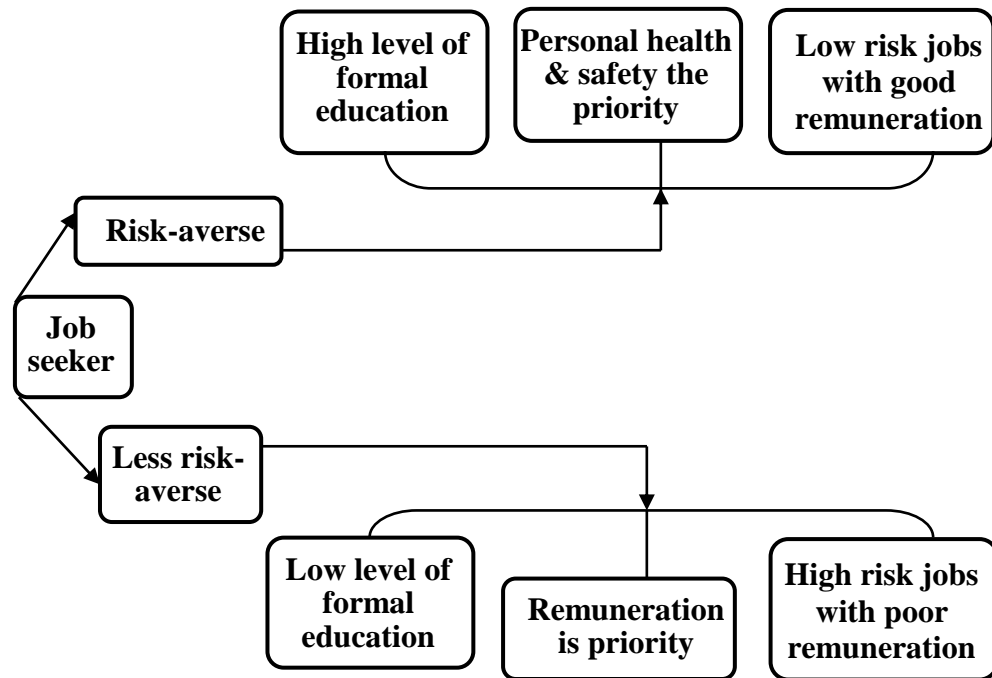 High level of
formal
education
Personal health
& safety the
priority
Low risk jobs
with good
remuneration
Risk-averse
Job
seeker
Less risk-
averse
Low level of
formal
education
Remuneration
is priority
High risk jobs
with poor
remuneration